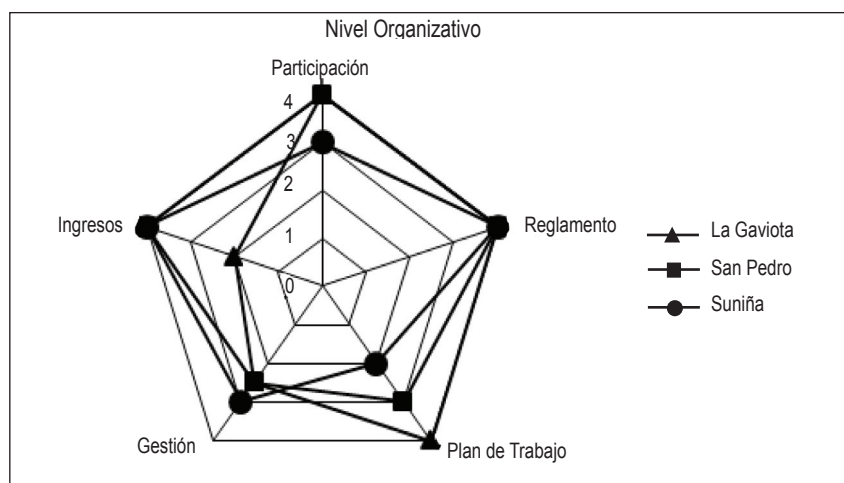 Nivel Organizativo
Participación
4
3
2
1
0
Ingresos
Reglamento
Gestión
Plan de Trabajo
La Gaviota
San Pedro
Suniña